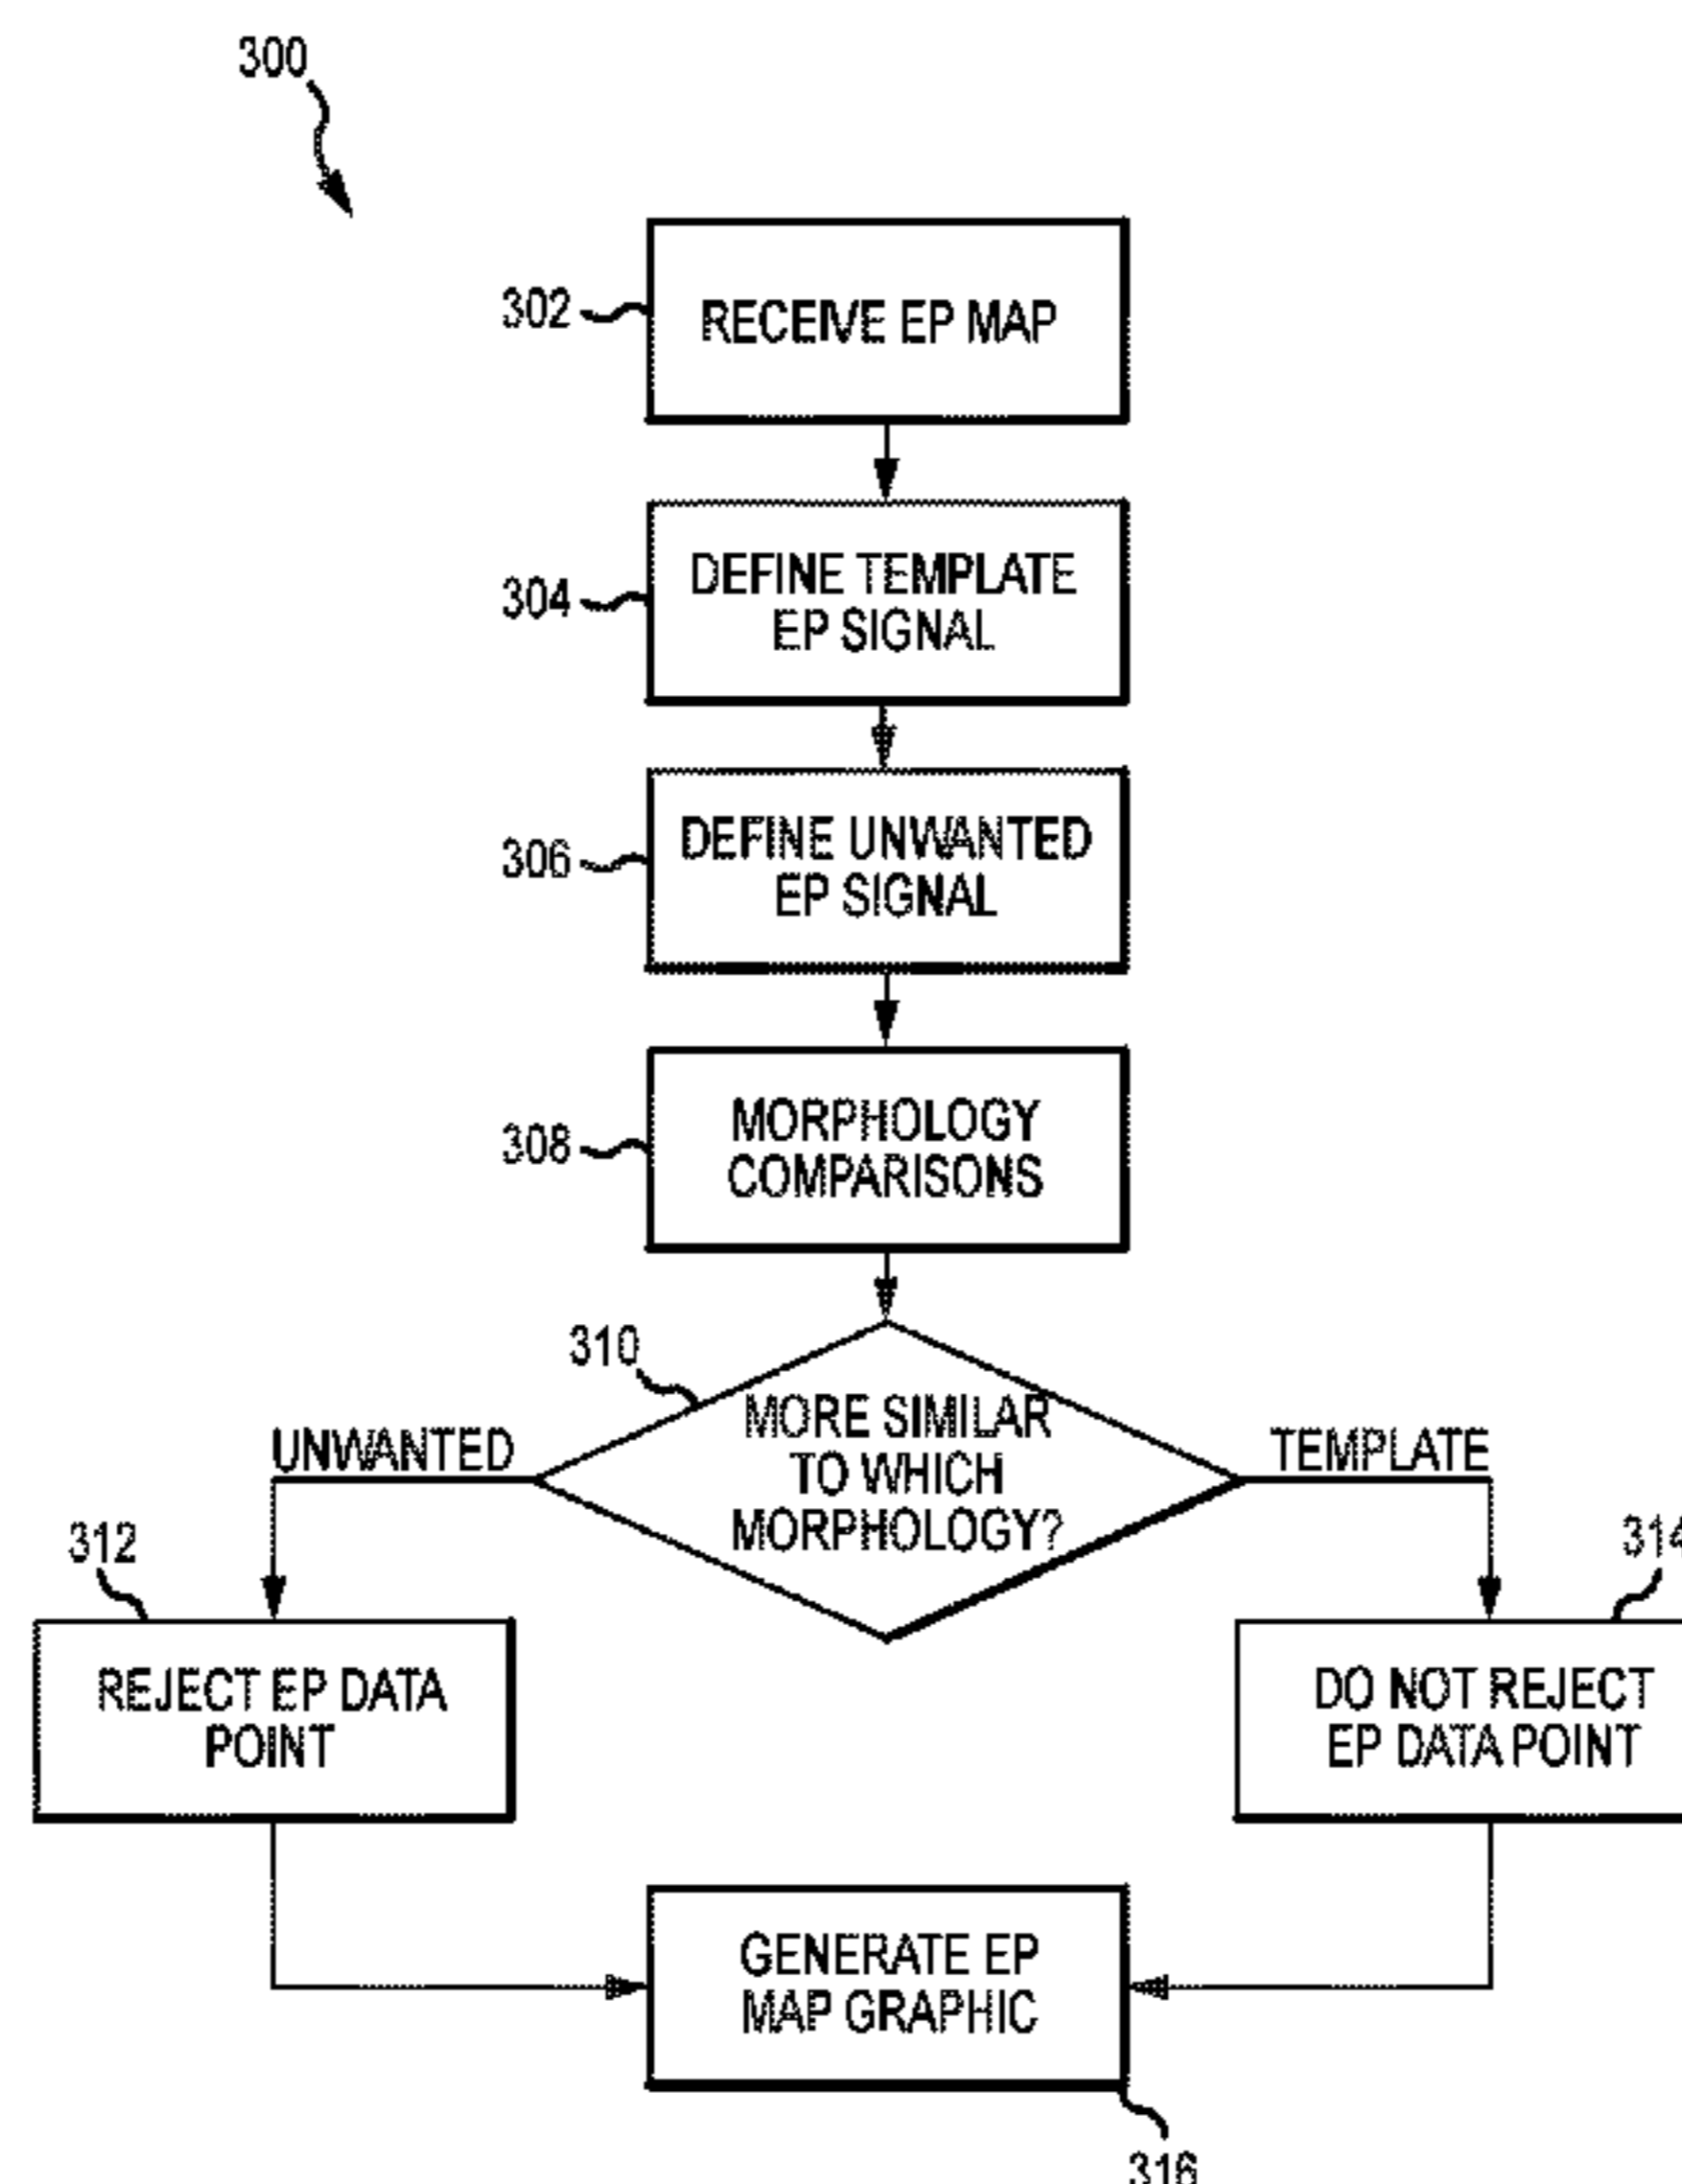 300
302
RECEIVE EP MAP
304
DEFINE TEMPLATE
EP SIGNAL
306
DEFINE UNWANTED
EP SIGNAL
308
MORPHOLOGY
COMPARISONS
310
MORE SIMILAR
TO WHICH
MORPHOLOGY?
UNWANTED
TEMPLATE
312
REJECT EP DATA
POINT
314
DO NOT REJECT
EP DATA POINT
GENERATE EP
MAP GRAPHIC
316